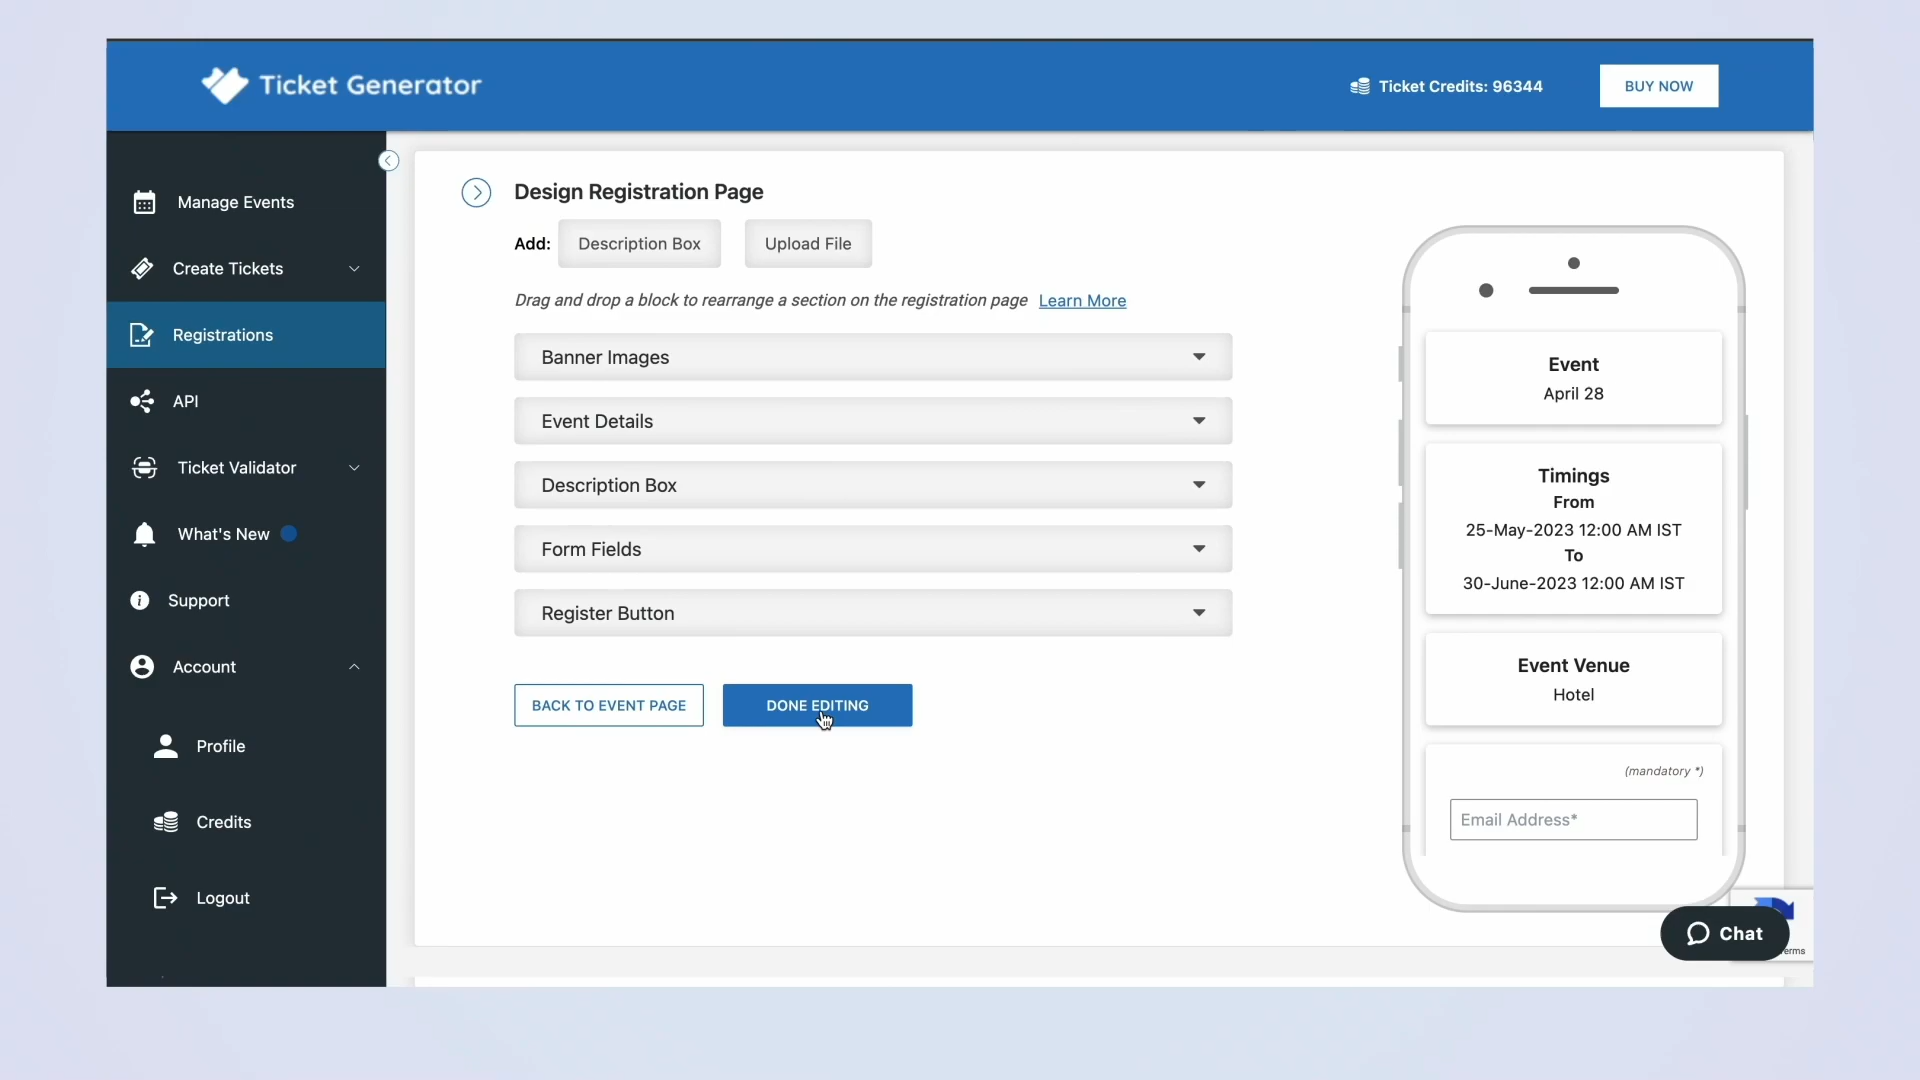 Ticket Generator
Ticket Credits: 96344
BUY NOW
Manage Events
Create Tickets
Registrations
API
Ticket Validator
What's New
Support
Account
Profile
Credits
Logout
Design Registration Page
Add:
Description Box
Upload File
Drag and drop a block to rearrange a section on the registration page Learn More
Banner Images
Event Details
Description Box
Form Fields
Register Button
BACK TO EVENT PAGE
DONE EDITING
Event
April 28
Timings
From
25-May-2023 12:00 AM IST
To
30-June-2023 12:00 AM IST
Event Venue
Hotel
(mandatory *)
Email Address*
Chat